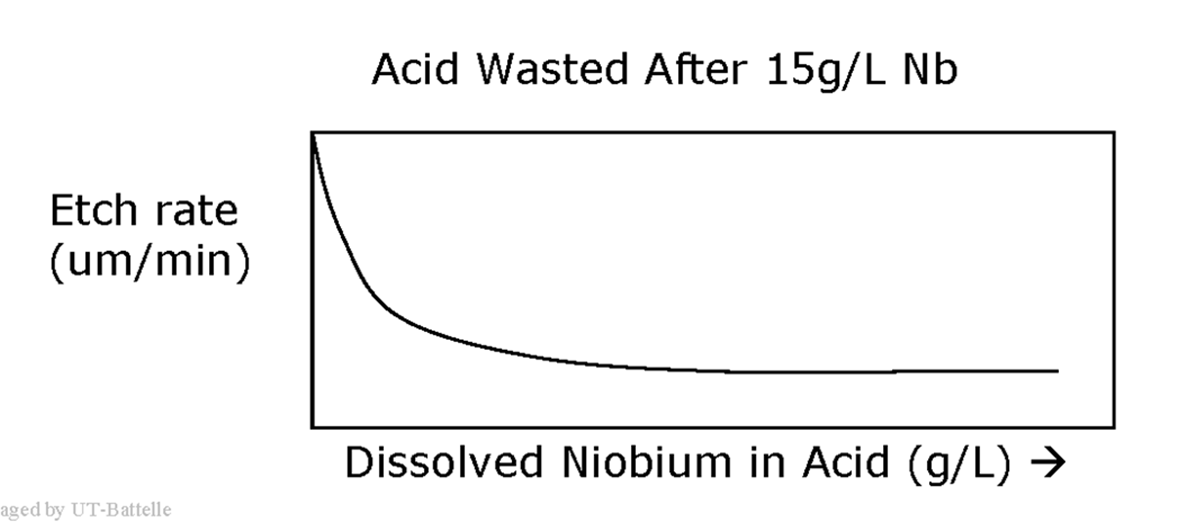 Acid Wasted After 15g/L Nb
Etch rate
(um/min)
Dissolved Niobium in Acid (g/L) →
aged by UT-Battelle